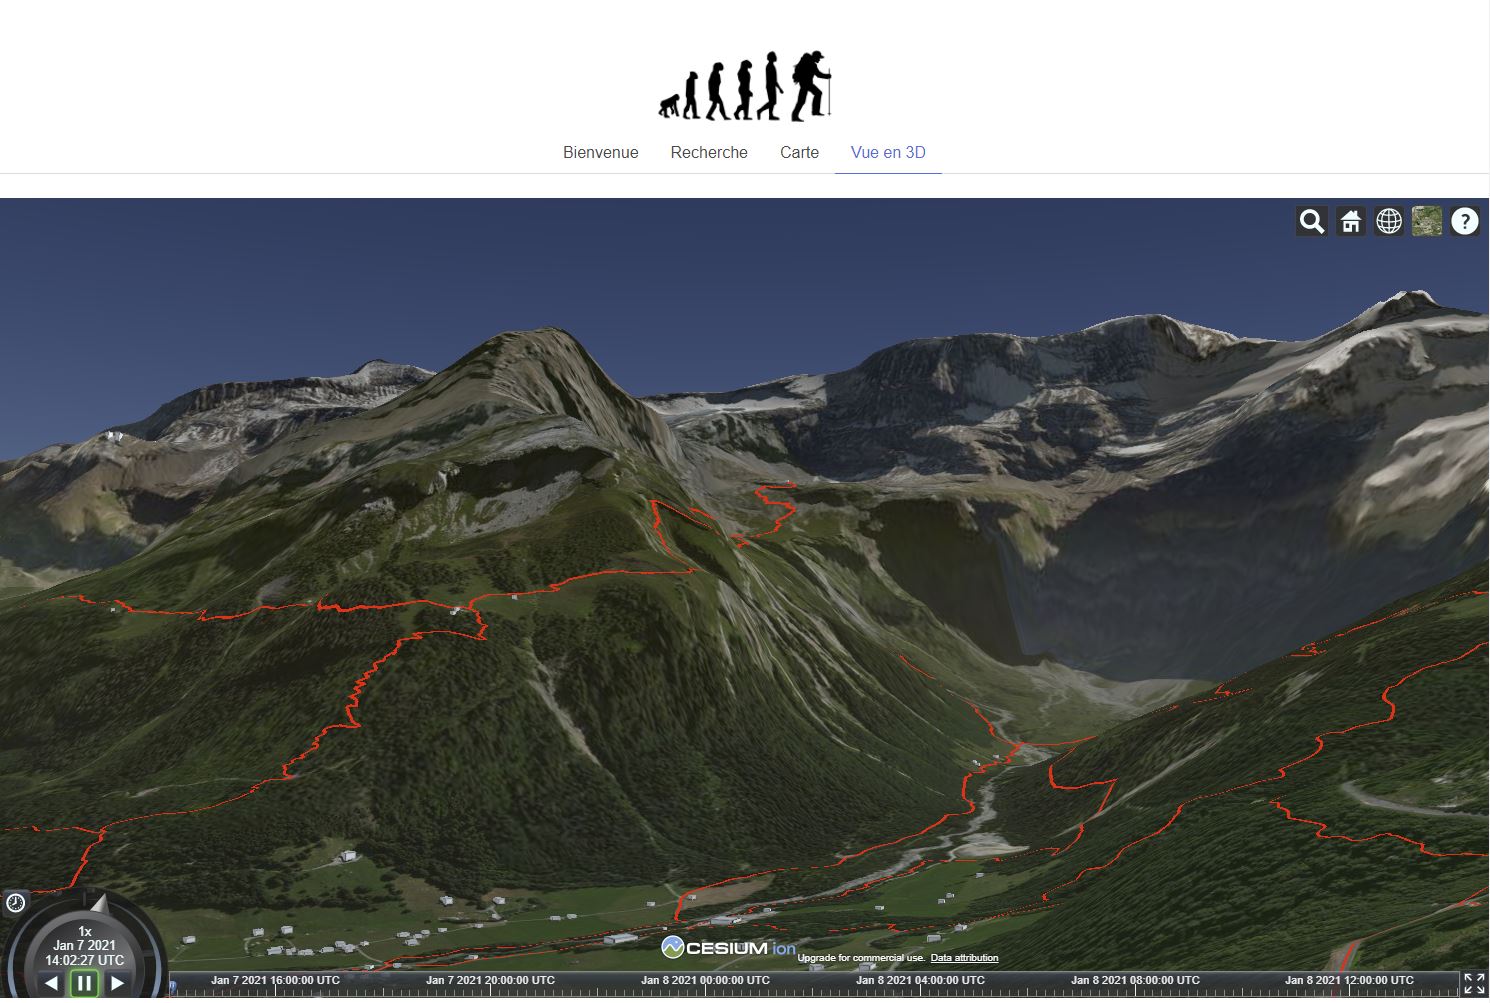 Bienvenue Recherche Carte Vue en 3D
?
1x
Jan 7 2021
14:02:27 UTC
CESIUM ion
Upgrade for commercial use. Data attribution
Jan 7 2021 16:00:00 UTC Jan 7 2021 20:00:00 UTC Jan 8 2021 00:00:00 UTC Jan 8 2021 04:00:00 UTC Jan 8 2021 08:00:00 UTC Jan 8 2021 12:00:00 UTC